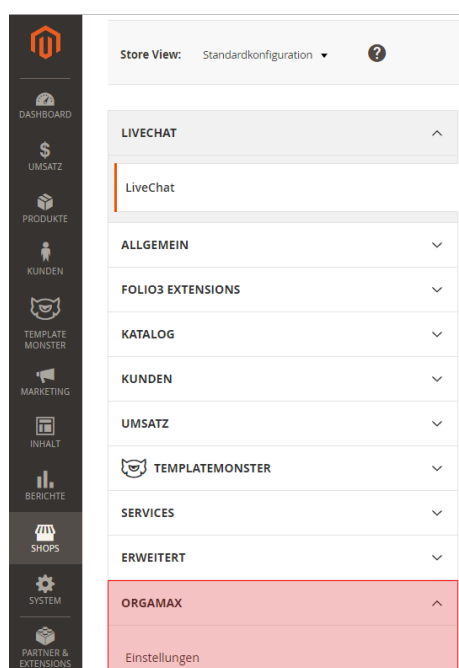 Store View: Standardkonfiguration
?
DASHBOARD
$
UMSATZ
PRODUKTE
KUNDEN
TEMPLATE
MONSTER
MARKETING
INHALT
BERICHTE
SHOPS
SYSTEM
PARTNER &
EXTENSIONS
LIVECHAT
LiveChat
ALLGEMEIN
FOLIO3 EXTENSIONS
KATALOG
KUNDEN
UMSATZ
TEMPLATEMONSTER
SERVICES
ERWEITERT
ORGAMAX
Einstellungen